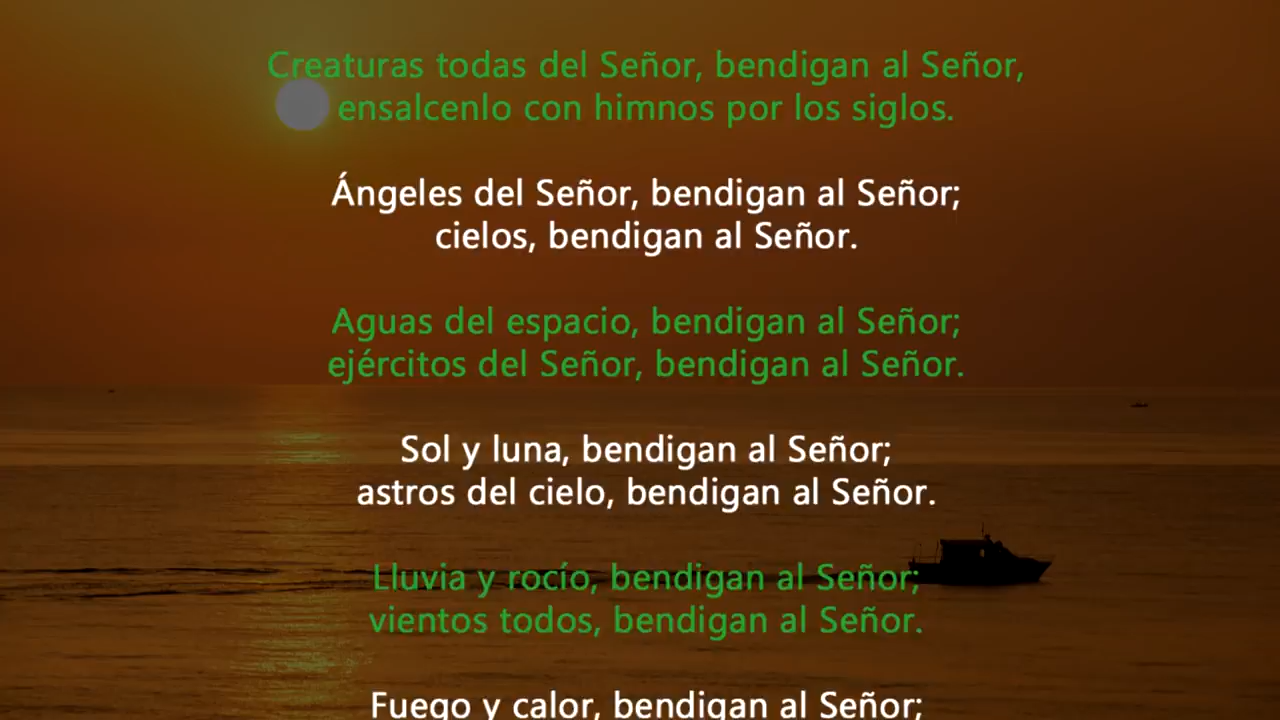 Creaturas todas del Señor, bendigan al Señor,
ensalcenlo con himnos por los siglos.
Ángeles del Señor, bendigan al Señor;
cielos, bendigan al Señor.
Aguas del espacio, bendigan al Señor;
ejércitos del Señor, bendigan al Señor.
Sol y luna, bendigan al Señor;
astros del cielo, bendigan al Señor.
Lluvia y rocío, bendigan al Señor;
vientos todos, bendigan al Señor.
Fuego y calor, bendigan al Señor;